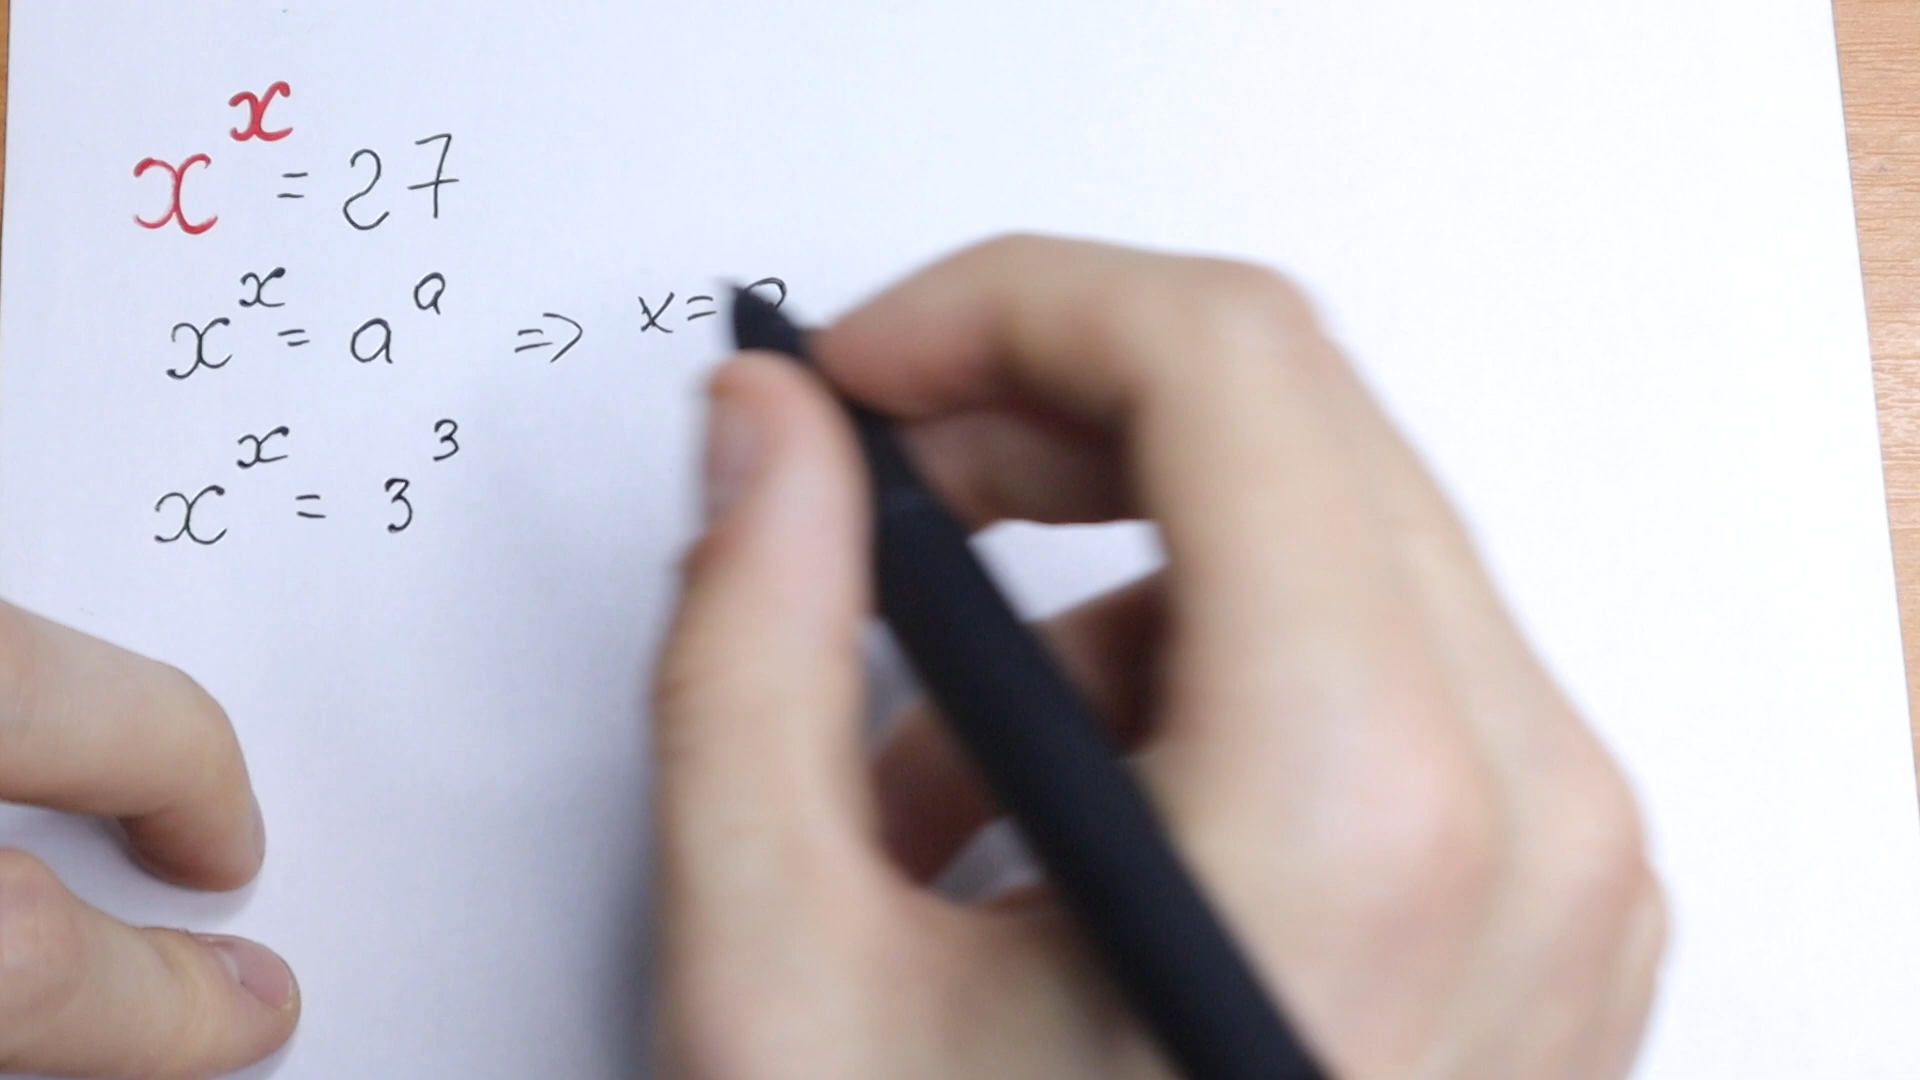 x^x = 27
x^x = a^a => x =
x^x = 3^3